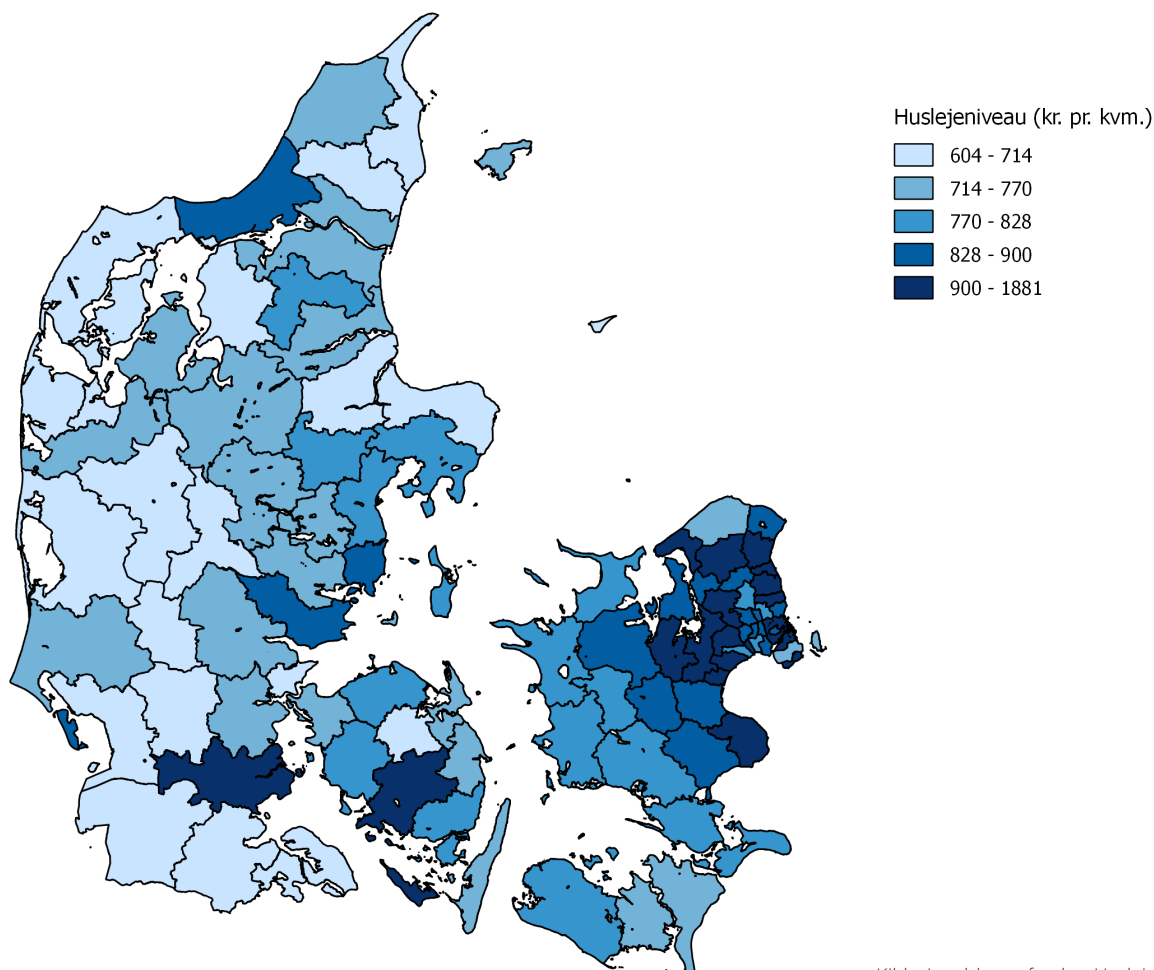 Huslejeniveau (kr. pr. kvm.)
604 - 714
714 - 770
770 - 828
828 - 900
900 - 1881